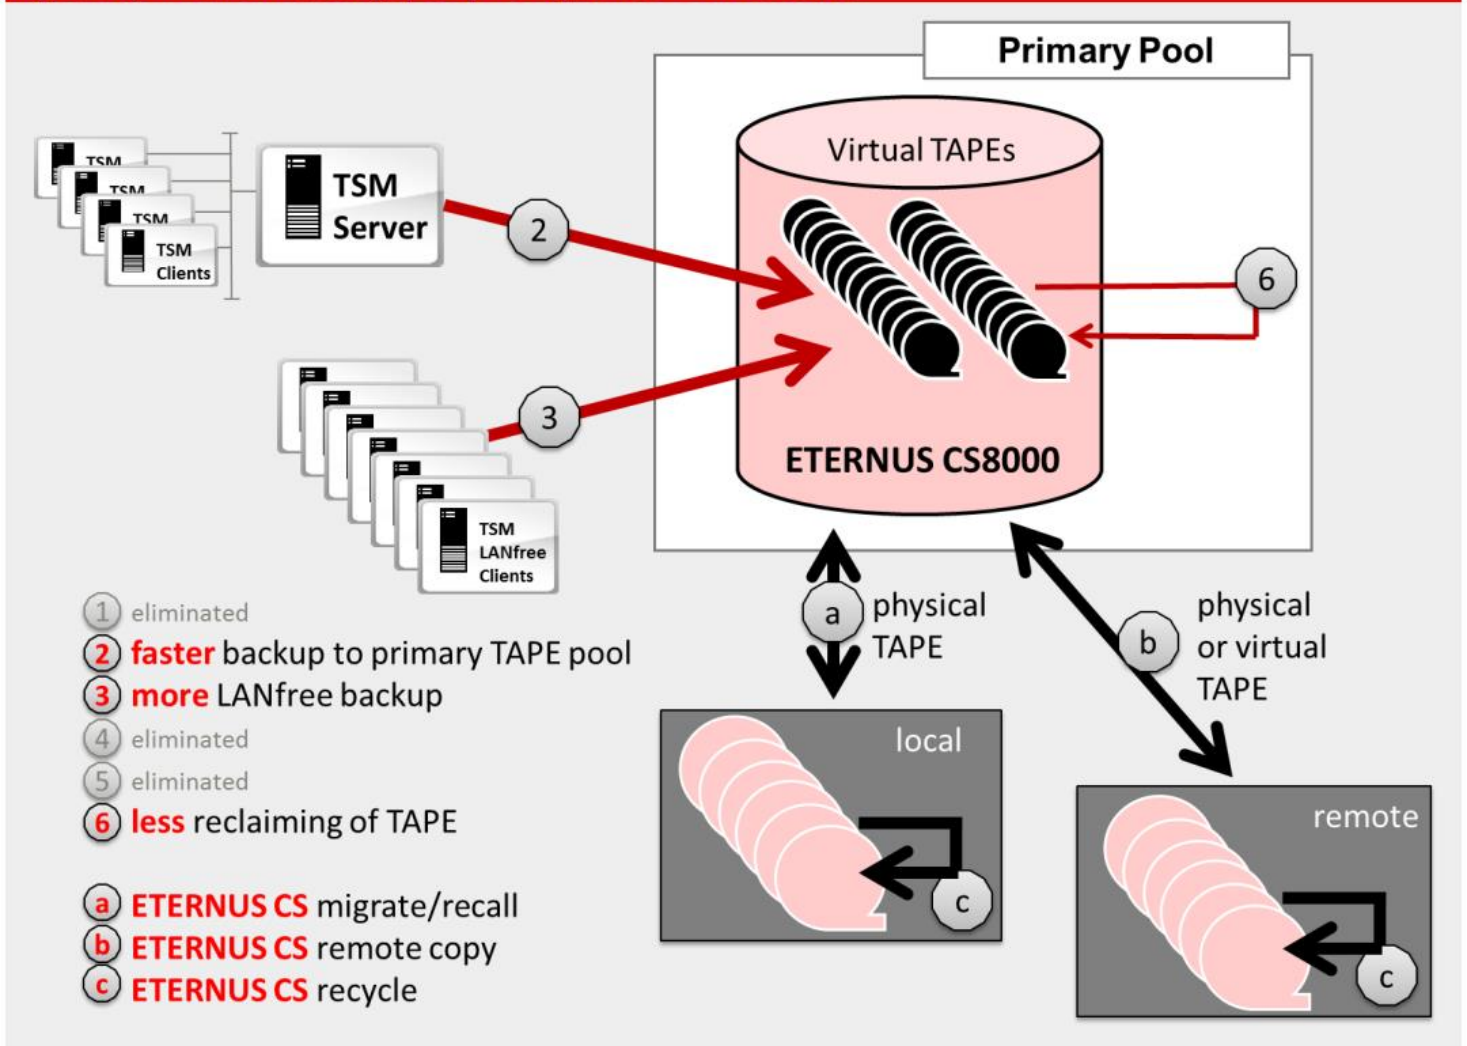 Primary Pool
Virtual TAPEs
TSM
TSM
TSM
TSM
Clients
TSM
Server
2
6
3
ETERNUS CS8000
TSM
LANfree
Clients
a
physical
TAPE
b
physical
or virtual
TAPE
1 eliminated
2 faster backup to primary TAPE pool
3 more LANfree backup
4 eliminated
5 eliminated
6 less reclaiming of TAPE
a ETERNUS CS migrate/recall
b ETERNUS CS remote copy
c ETERNUS CS recycle
local
c
remote
c